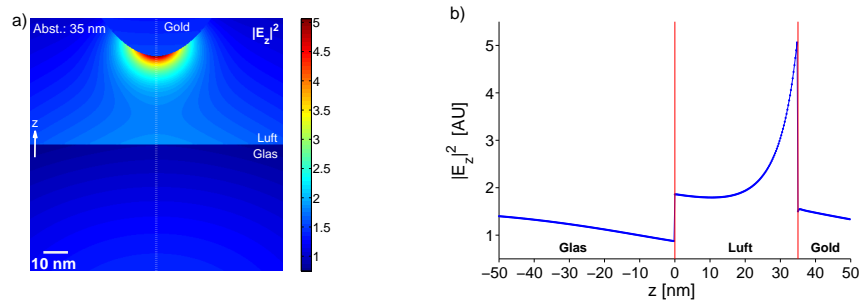 a)
Abst.: 35 nm
Gold
|E_z|^2
z
Luft
Glas
10 nm
5
4.5
4
3.5
3
2.5
2
1.5
1
b)
|E_z|^2 [AU]
5
4
3
2
1
Glas Luft Gold
−50 −40 −30 −20 −10 0 10 20 30 40 50
z [nm]